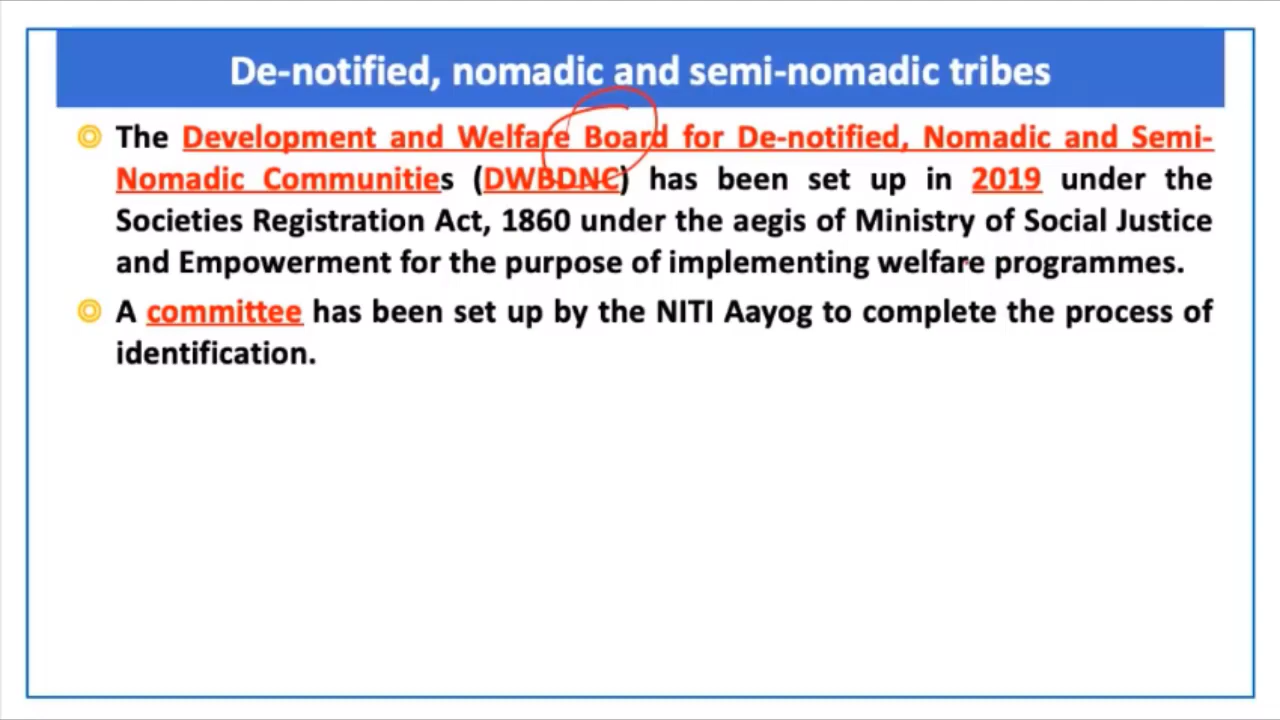 De-notified, nomadic and semi-nomadic tribes
The Development and Welfare Board for De-notified, Nomadic and Semi-
Nomadic Communities (DWBDNC) has been set up in 2019 under the
Societies Registration Act, 1860 under the aegis of Ministry of Social Justice
and Empowerment for the purpose of implementing welfare programmes.
A committee has been set up by the NITI Aayog to complete the process of
identification.